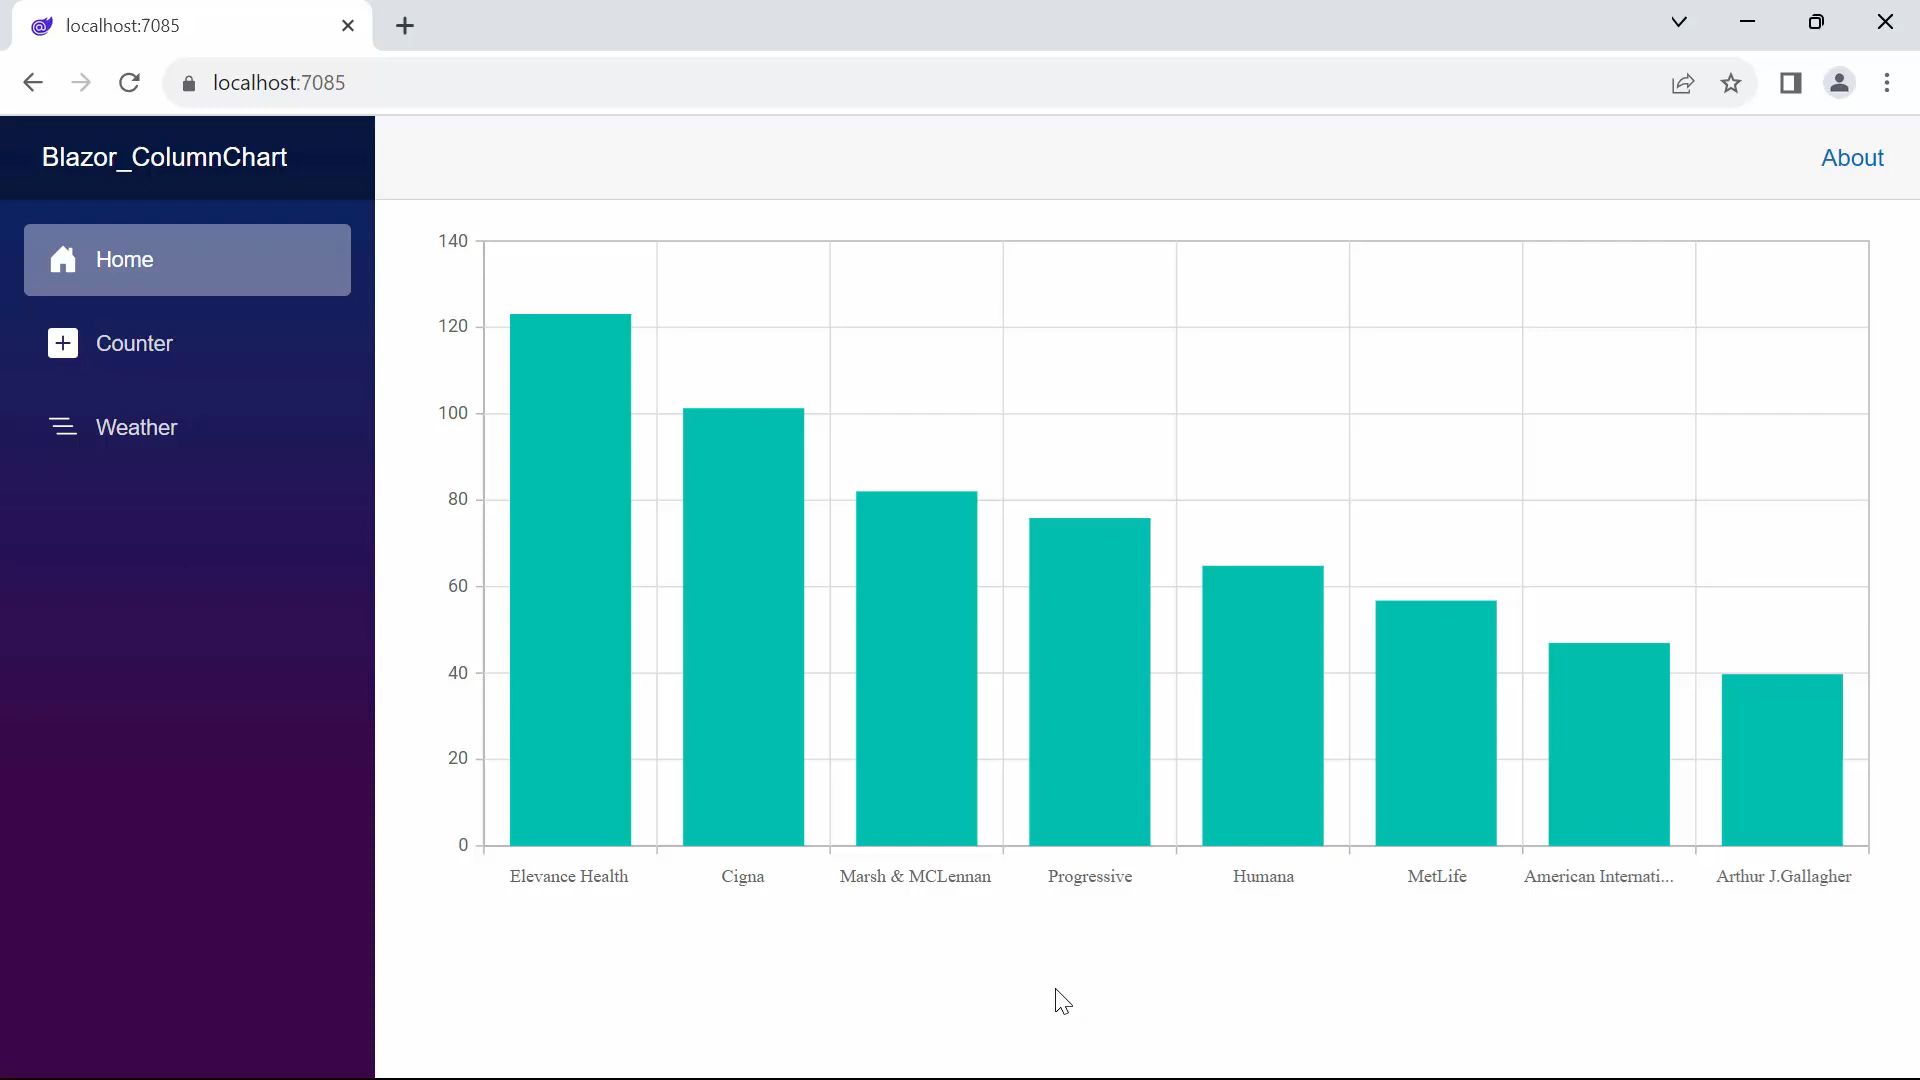 localhost:7085
localhost:7085
Blazor_ColumnChart
About
Home
Counter
Weather
140
120
100
80
60
40
20
0
Elevance Health
Cigna
Marsh & MCLennan
Progressive
Humana
MetLife
American Internati...
Arthur J.Gallagher